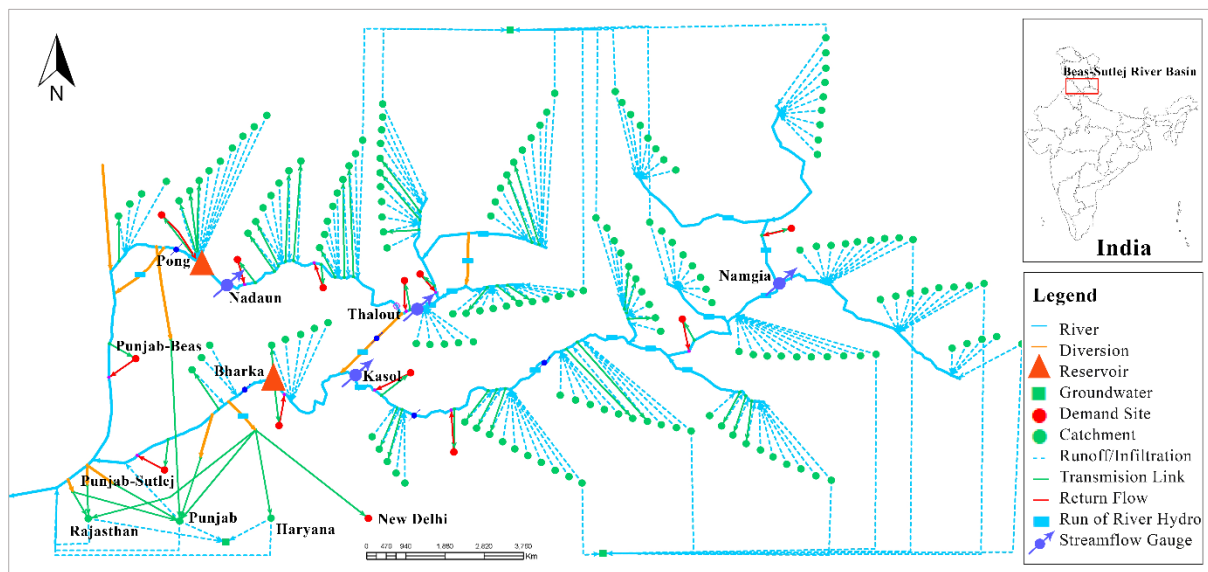 N
Pong
Nadaun
Thalout
Namgia
Punjab-Beas
Bharka
Kasol
Punjab-Sutlej
Rajasthan
Punjab
Haryana
New Delhi
0 470 940 1,880 2,820 3,760
Km
Beas-Sutlej River Basin
India
Legend
River
Diversion
Reservoir
Groundwater
Demand Site
Catchment
Runoff/Infiltration
Transmision Link
Return Flow
Run of River Hydro
Streamflow Gauge